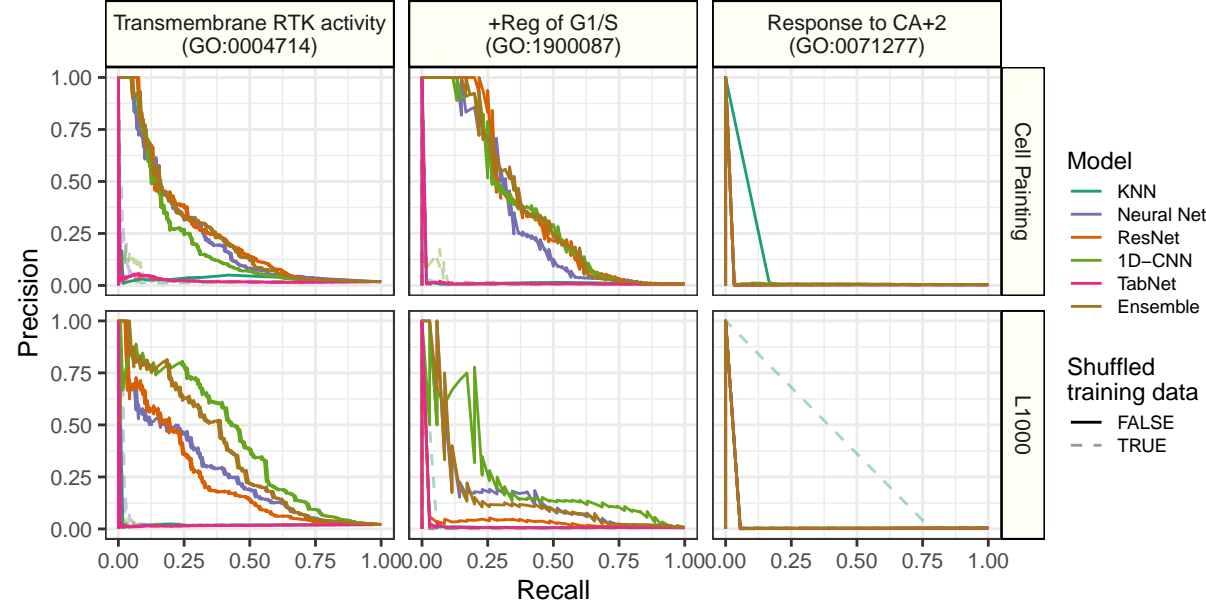 Transmembrane RTK activity
(GO:0004714)
+Reg of G1/S
(GO:1900087)
Response to CA+2
(GO:0071277)
Precision
1.00
0.75
0.50
0.25
0.00
Cell Painting
1.00
0.75
0.50
0.25
0.00
L1000
0.00 0.25 0.50 0.75 1.00
0.00 0.25 0.50 0.75 1.00
0.00 0.25 0.50 0.75 1.00
Recall
Model
KNN
Neural Net
ResNet
1D−CNN
TabNet
Ensemble
Shuffled
training data
FALSE
TRUE